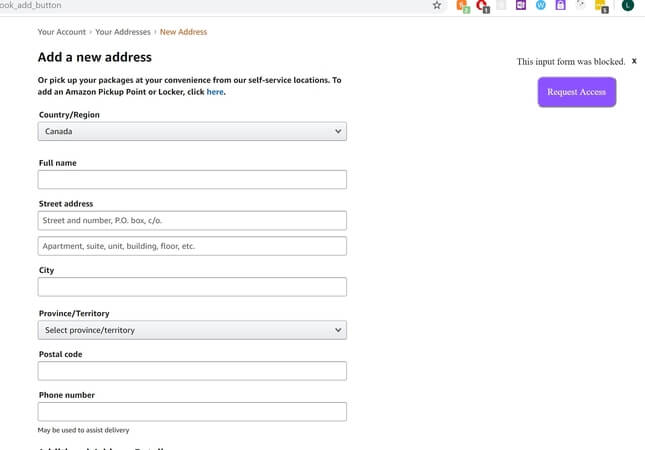 ook_add_button
2
1
W
5
L
Your Account › Your Addresses › New Address
Add a new address
This input form was blocked. x
Or pick up your packages at your convenience from our self-service locations. To
add an Amazon Pickup Point or Locker, click here.
Request Access
Country/Region
Canada
Full name
Street address
Street and number, P.O. box, c/o.
Apartment, suite, unit, building, floor, etc.
City
Province/Territory
Select province/territory
Postal code
Phone number
May be used to assist delivery